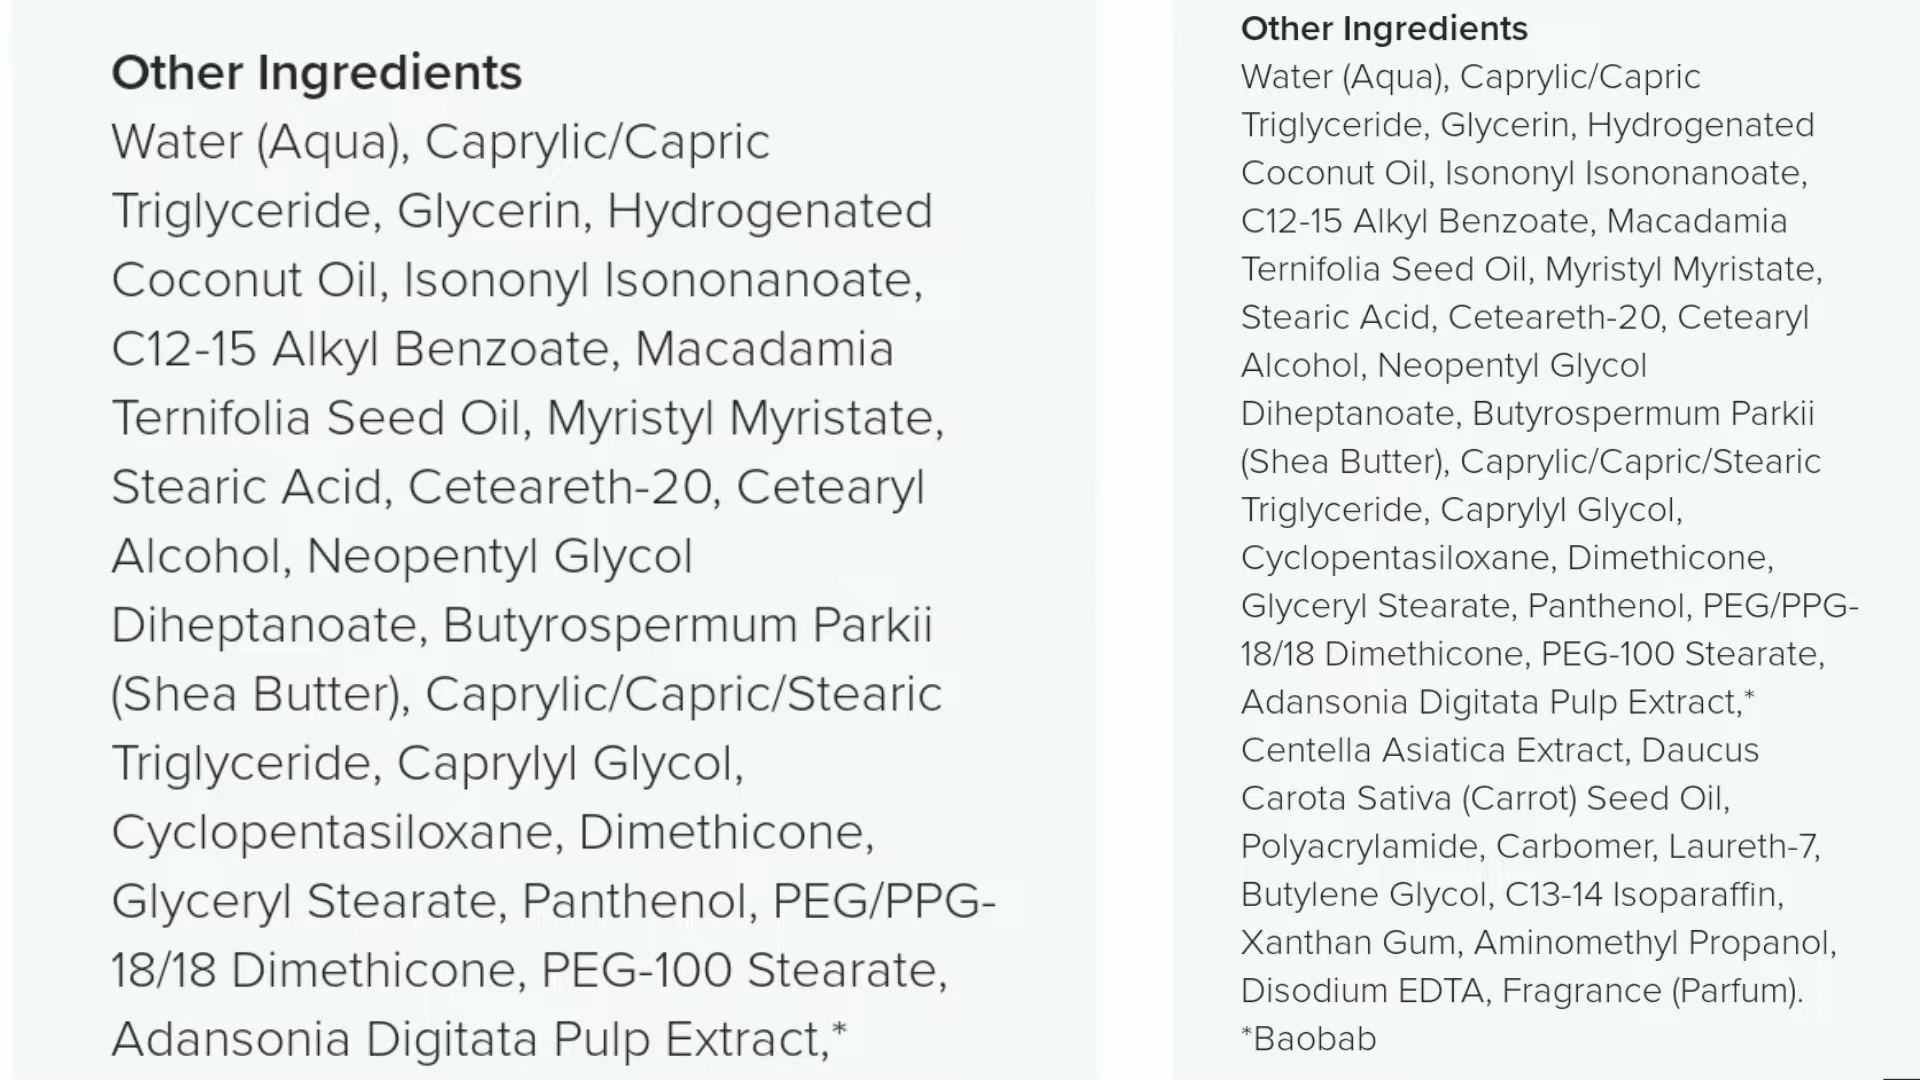 Other Ingredients
Water (Aqua), Caprylic/Capric
Triglyceride, Glycerin, Hydrogenated
Coconut Oil, Isononyl Isononanoate,
C12-15 Alkyl Benzoate, Macadamia
Ternifolia Seed Oil, Myristyl Myristate,
Stearic Acid, Ceteareth-20, Cetearyl
Alcohol, Neopentyl Glycol
Diheptanoate, Butyrospermum Parkii
(Shea Butter), Caprylic/Capric/Stearic
Triglyceride, Caprylyl Glycol,
Cyclopentasiloxane, Dimethicone,
Glyceryl Stearate, Panthenol, PEG/PPG-
18/18 Dimethicone, PEG-100 Stearate,
Adansonia Digitata Pulp Extract,*
Other Ingredients
Water (Aqua), Caprylic/Capric
Triglyceride, Glycerin, Hydrogenated
Coconut Oil, Isononyl Isononanoate,
C12-15 Alkyl Benzoate, Macadamia
Ternifolia Seed Oil, Myristyl Myristate,
Stearic Acid, Ceteareth-20, Cetearyl
Alcohol, Neopentyl Glycol
Diheptanoate, Butyrospermum Parkii
(Shea Butter), Caprylic/Capric/Stearic
Triglyceride, Caprylyl Glycol,
Cyclopentasiloxane, Dimethicone,
Glyceryl Stearate, Panthenol, PEG/PPG-
18/18 Dimethicone, PEG-100 Stearate,
Adansonia Digitata Pulp Extract,*
Centella Asiatica Extract, Daucus
Carota Sativa (Carrot) Seed Oil,
Polyacrylamide, Carbomer, Laureth-7,
Butylene Glycol, C13-14 Isoparaffin,
Xanthan Gum, Aminomethyl Propanol,
Disodium EDTA, Fragrance (Parfum).
*Baobab